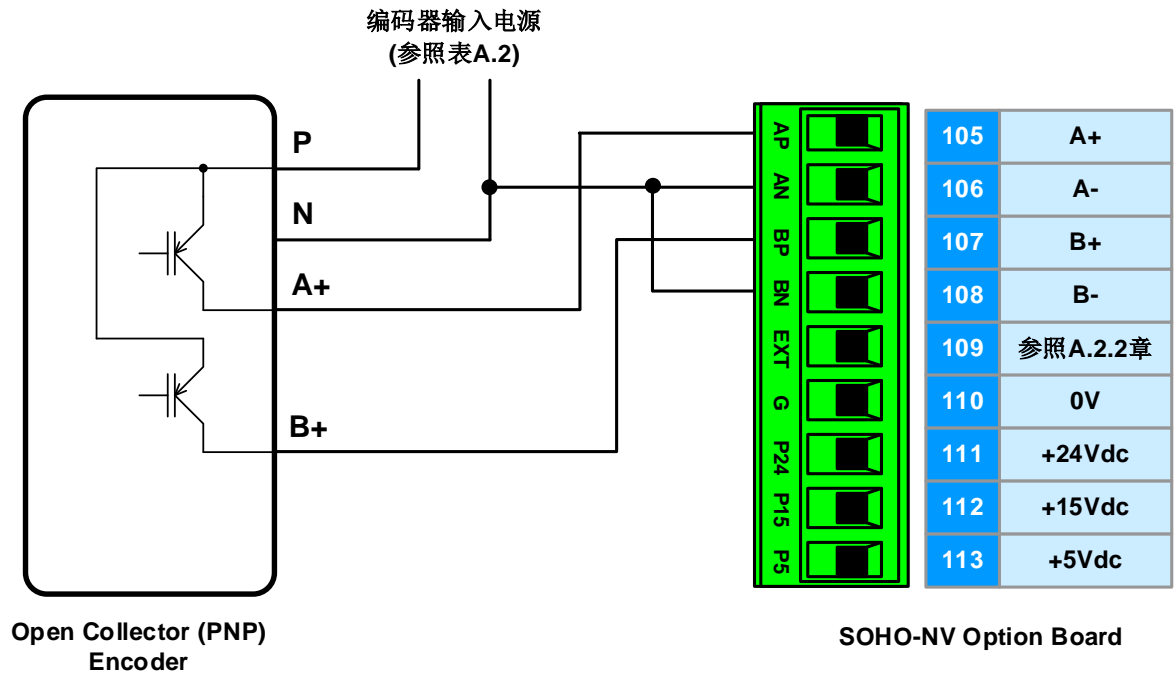 编码器输入电源
(参照表A.2)
P
N
A+
B+
AP
AN
BP
BN
EXT
G
P24
P15
P5
105 A+
106 A-
107 B+
108 B-
109 参照A.2.2章
110 0V
111 +24Vdc
112 +15Vdc
113 +5Vdc
Open Collector (PNP)
Encoder
SOHO-NV Option Board